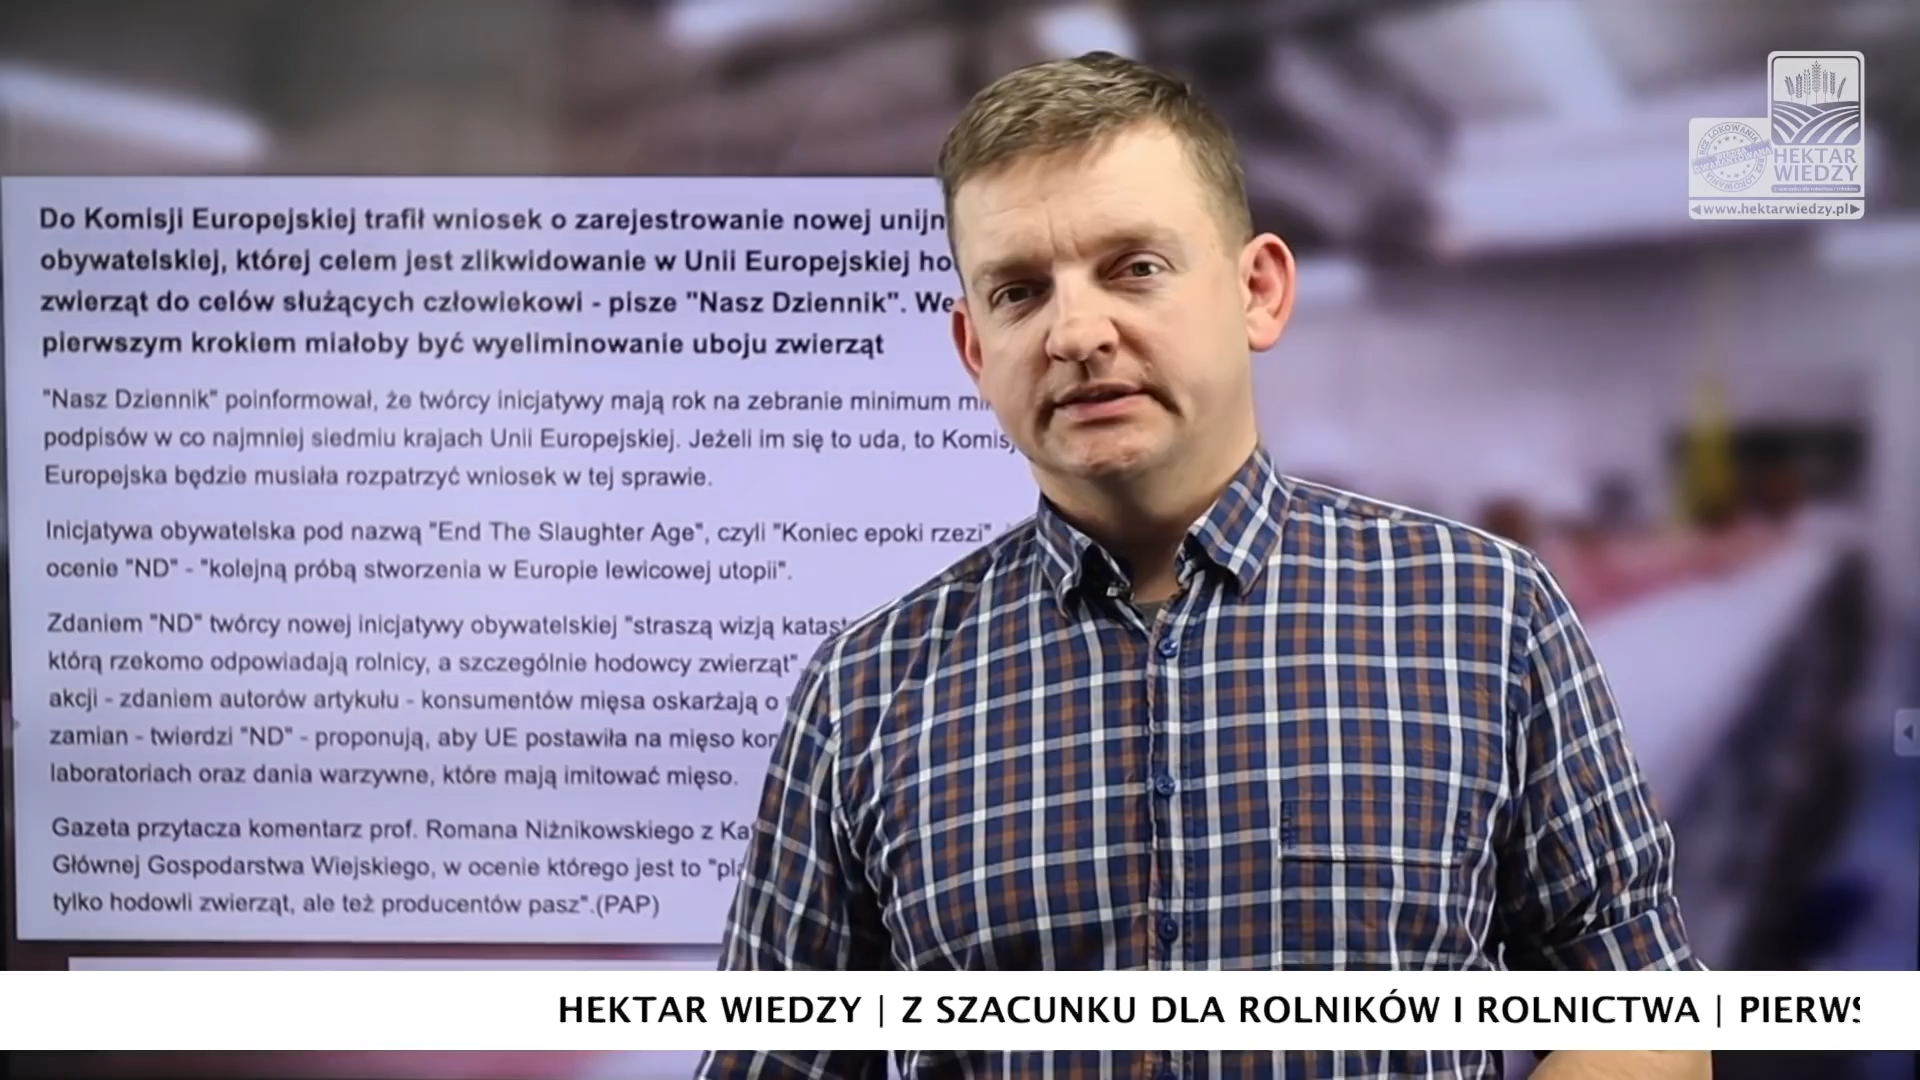 Do Komisji Europejskiej trafił wniosek o zarejestrowanie nowej unijn
obywatelskiej, której celem jest zlikwidowanie w Unii Europejskiej ho
zwierząt do celów służących człowiekowi - pisze "Nasz Dziennik". We
pierwszym krokiem miałoby być wyeliminowanie uboju zwierząt
"Nasz Dziennik" poinformował, że twórcy inicjatywy mają rok na zebranie minimum
podpisów w co najmniej siedmiu krajach Unii Europejskiej. Jeżeli im się to uda, to Komisj
Europejska będzie musiała rozpatrzyć wniosek w tej sprawie.
Inicjatywa obywatelska pod nazwą "End The Slaughter Age", czyli "Koniec epoki rzezi"
ocenie "ND" - "kolejną próbą stworzenia w Europie lewicowej utopii".
Zdaniem "ND" twórcy nowej inicjatywy obywatelskiej "straszą wizją katast
którą rzekomo odpowiadają rolnicy, a szczególnie hodowcy zwierząt"
akcji - zdaniem autorów artykułu - konsumentów mięsa oskarżają o
zamian - twierdzi "ND" - proponują, aby UE postawiła na mięso
laboratoriach oraz dania warzywne, które mają imitować mięso.
Gazeta przytacza komentarz prof. Romana Niżnikowskiego z Ka
Głównej Gospodarstwa Wiejskiego, w ocenie którego jest to "pla
tylko hodowli zwierząt, ale też producentów pasz".(PAP)
HEKTAR
WIEDZY
www.hektarwiedzy.pl
HEKTAR WIEDZY | Z SZACUNKU DLA ROLNIKÓW I ROLNICTWA | PIERWS